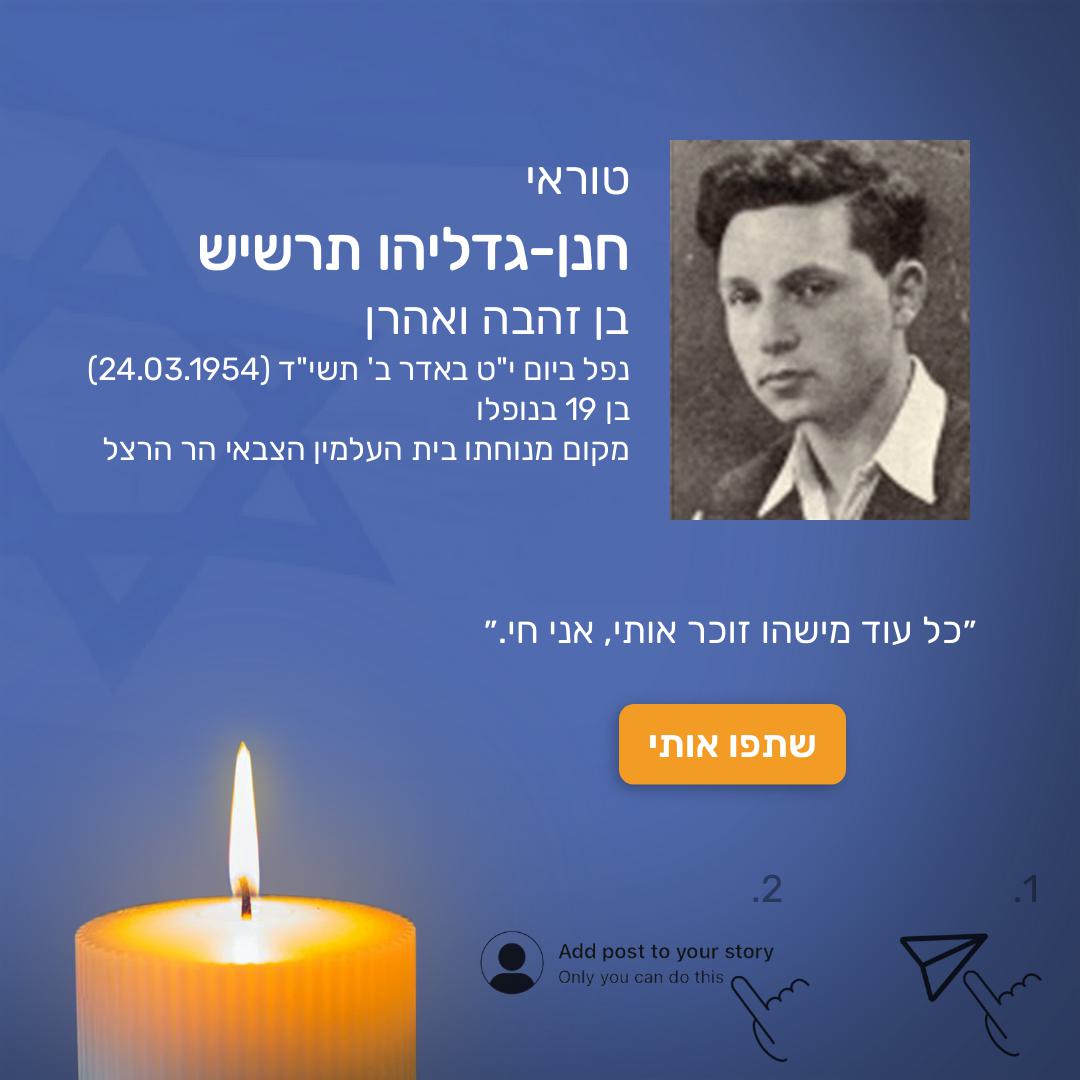 טוראי
חנן-גדליהו תרשיש
בן זהבה ואהרן
נפל ביום י"ט באדר ב' תשי"ד (24.03.1954)
בן 19 בנופלו
מקום מנוחתו בית העלמין הצבאי הר הרצל
״כל עוד מישהו זוכר אותי, אני חי.״
שתפו אותי
1.
2.
Add post to your story
Only you can do this